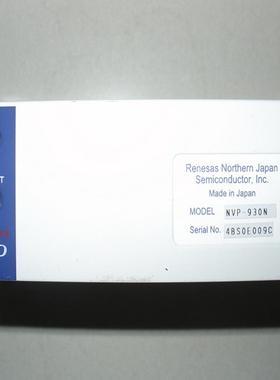 Renesas Northern Japan
Semiconductor, Inc.
Made in Japan
MODEL NVP-930N
Serial No. 4BS0E009C
T